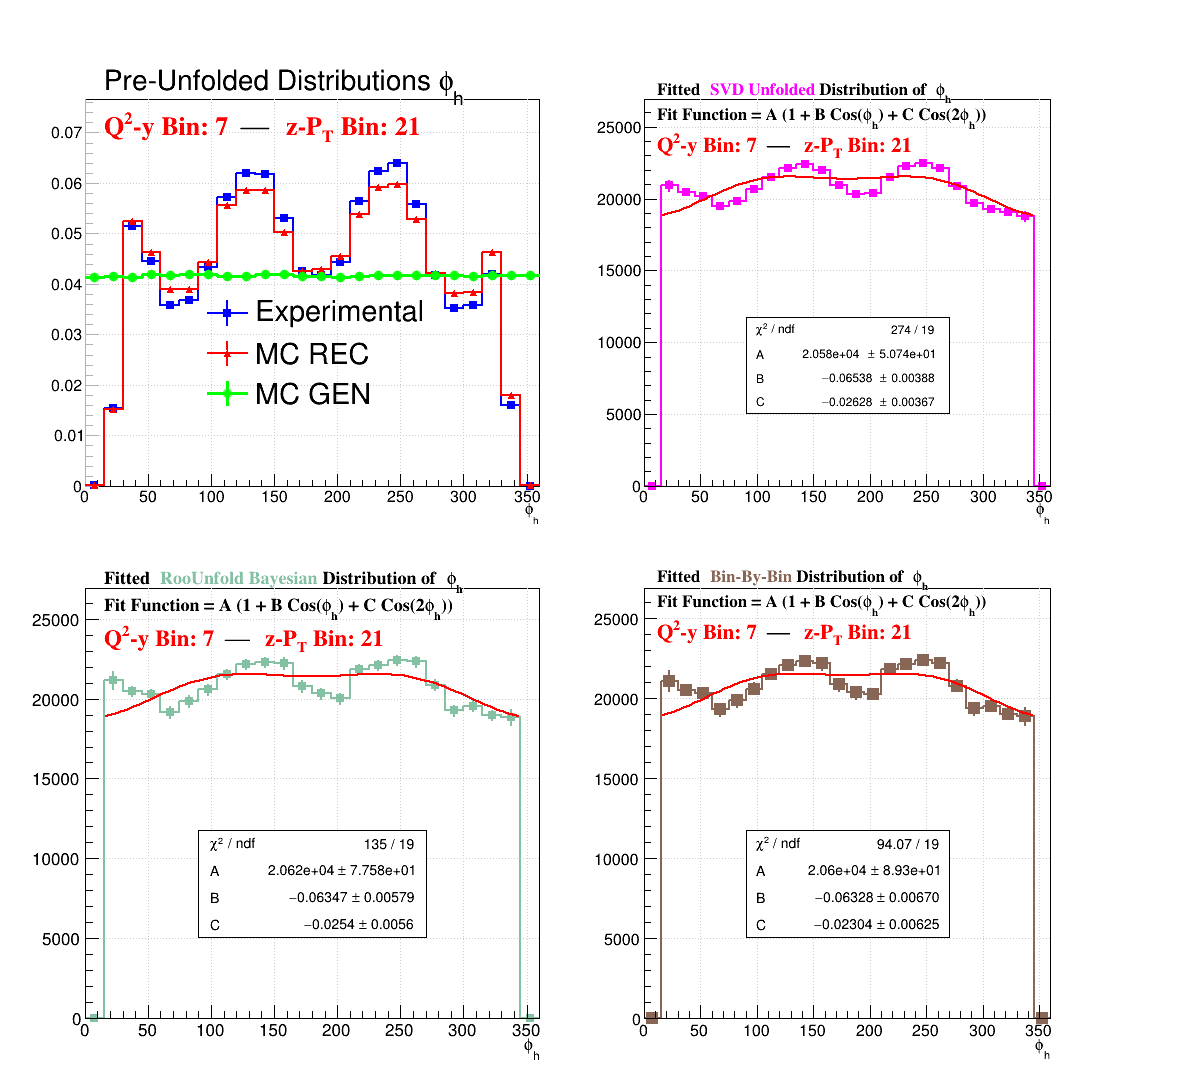 Pre-Unfolded Distributions ϕh
Q²-y Bin: 7 — z-PT Bin: 21
0.07
0.06
0.05
0.04
0.03
0.02
0.01
0
Experimental
MC REC
MC GEN
0 50 100 150 200 250 300 350
ϕh
Fitted SVD Unfolded Distribution of ϕh
Fit Function = A (1 + B Cos(ϕh) + C Cos(2ϕh))
Q²-y Bin: 7 — z-PT Bin: 21
25000
20000
15000
10000
5000
0
χ² / ndf 274 / 19
A 2.058e+04 ± 5.074e+01
B −0.06538 ± 0.00388
C −0.02628 ± 0.00367
0 50 100 150 200 250 300 350
ϕh
Fitted RooUnfold Bayesian Distribution of ϕh
Fit Function = A (1 + B Cos(ϕh) + C Cos(2ϕh))
Q²-y Bin: 7 — z-PT Bin: 21
25000
20000
15000
10000
5000
0
χ² / ndf 135 / 19
A 2.062e+04 ± 7.758e+01
B −0.06347 ± 0.00579
C −0.0254 ± 0.0056
0 50 100 150 200 250 300 350
ϕh
Fitted Bin-By-Bin Distribution of ϕh
Fit Function = A (1 + B Cos(ϕh) + C Cos(2ϕh))
Q²-y Bin: 7 — z-PT Bin: 21
25000
20000
15000
10000
5000
0
χ² / ndf 94.07 / 19
A 2.06e+04 ± 8.93e+01
B −0.06328 ± 0.00670
C −0.02304 ± 0.00625
0 50 100 150 200 250 300 350
ϕh